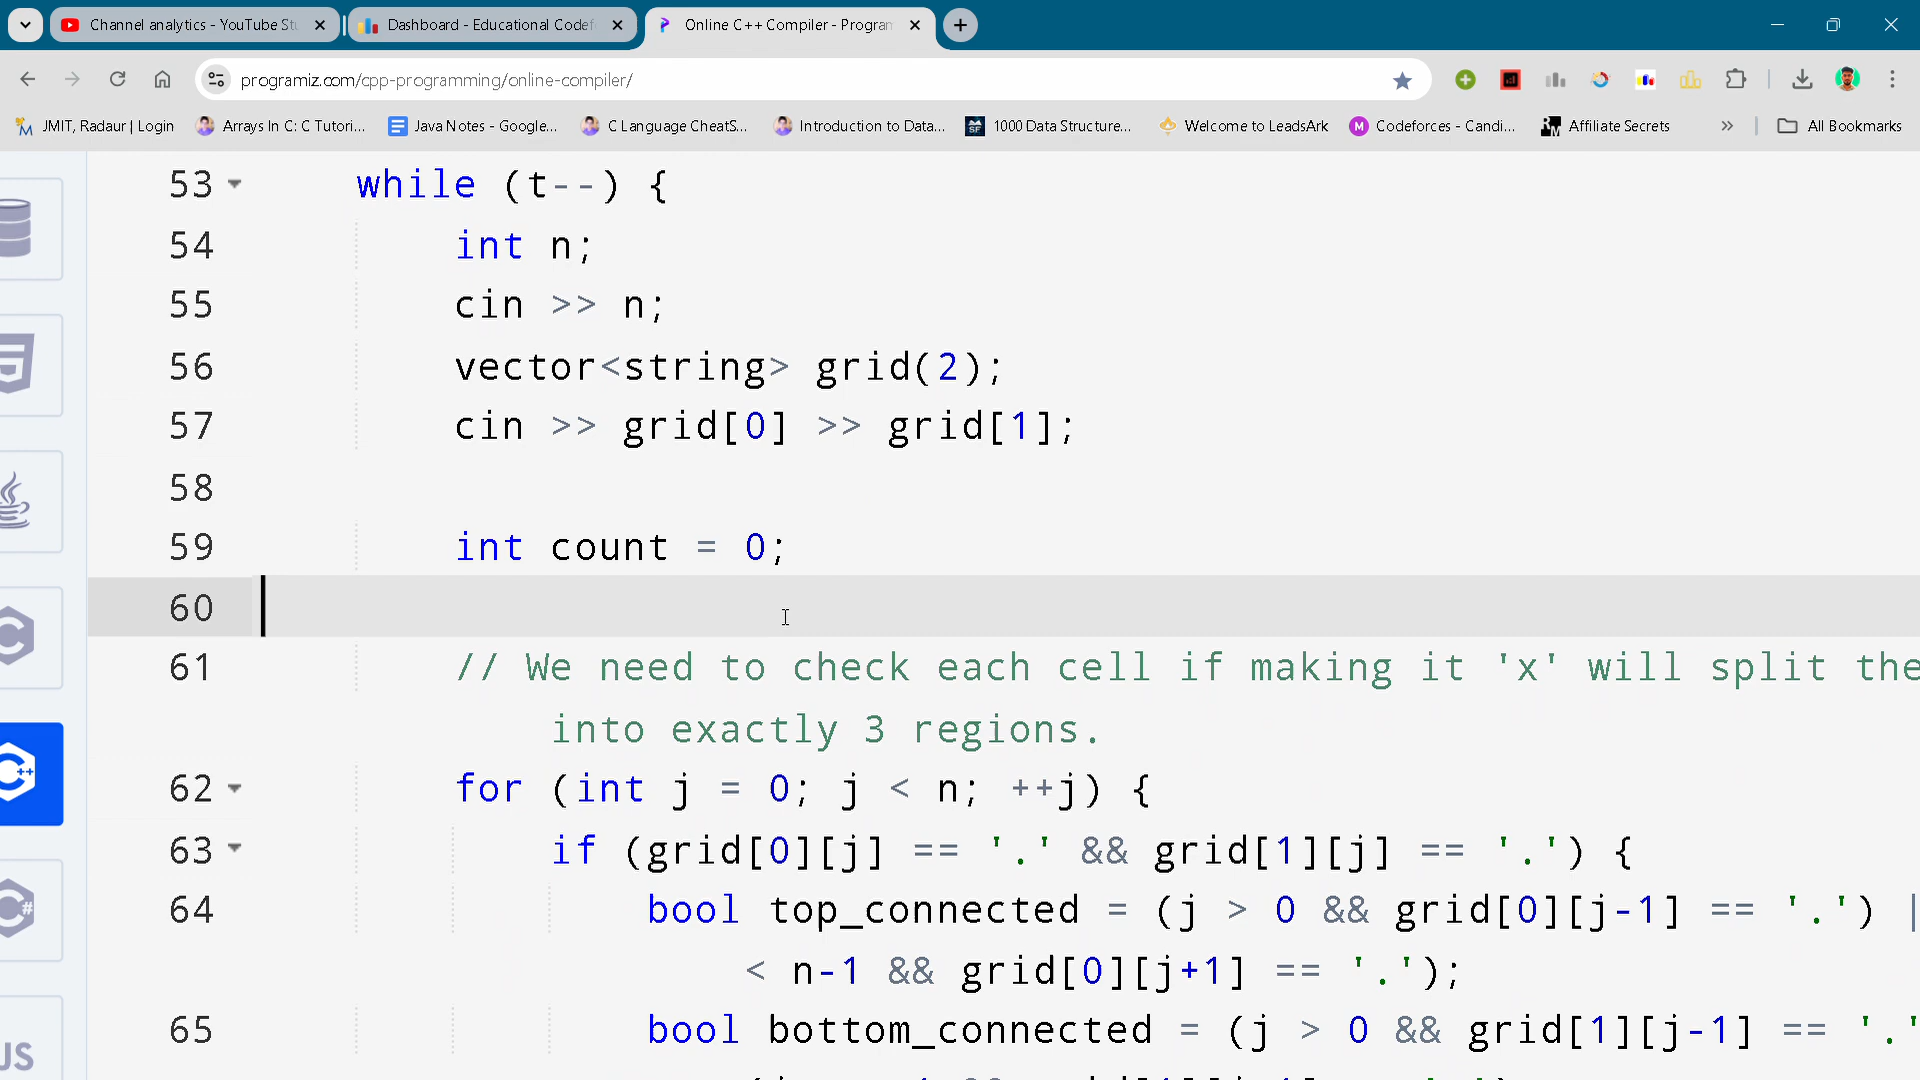 Channel analytics - YouTube Stu
Dashboard - Educational Codef
Online C++ Compiler - Program
programiz.com/cpp-programming/online-compiler/
JMIT, Radaur | Login
Arrays In C: C Tutori...
Java Notes - Google...
C Language CheatS...
Introduction to Data...
1000 Data Structure...
Welcome to LeadsArk
Codeforces - Candi...
Affiliate Secrets
All Bookmarks
53 while (t--) {
54 int n;
55 cin >> n;
56 vector<string> grid(2);
57 cin >> grid[0] >> grid[1];
58
59 int count = 0;
60
61 // We need to check each cell if making it 'x' will split the
into exactly 3 regions.
62 for (int j = 0; j < n; ++j) {
63 if (grid[0][j] == '.' && grid[1][j] == '.') {
64 bool top_connected = (j > 0 && grid[0][j-1] == '.') |
< n-1 && grid[0][j+1] == '.');
65 bool bottom_connected = (j > 0 && grid[1][j-1] == '.'
JS